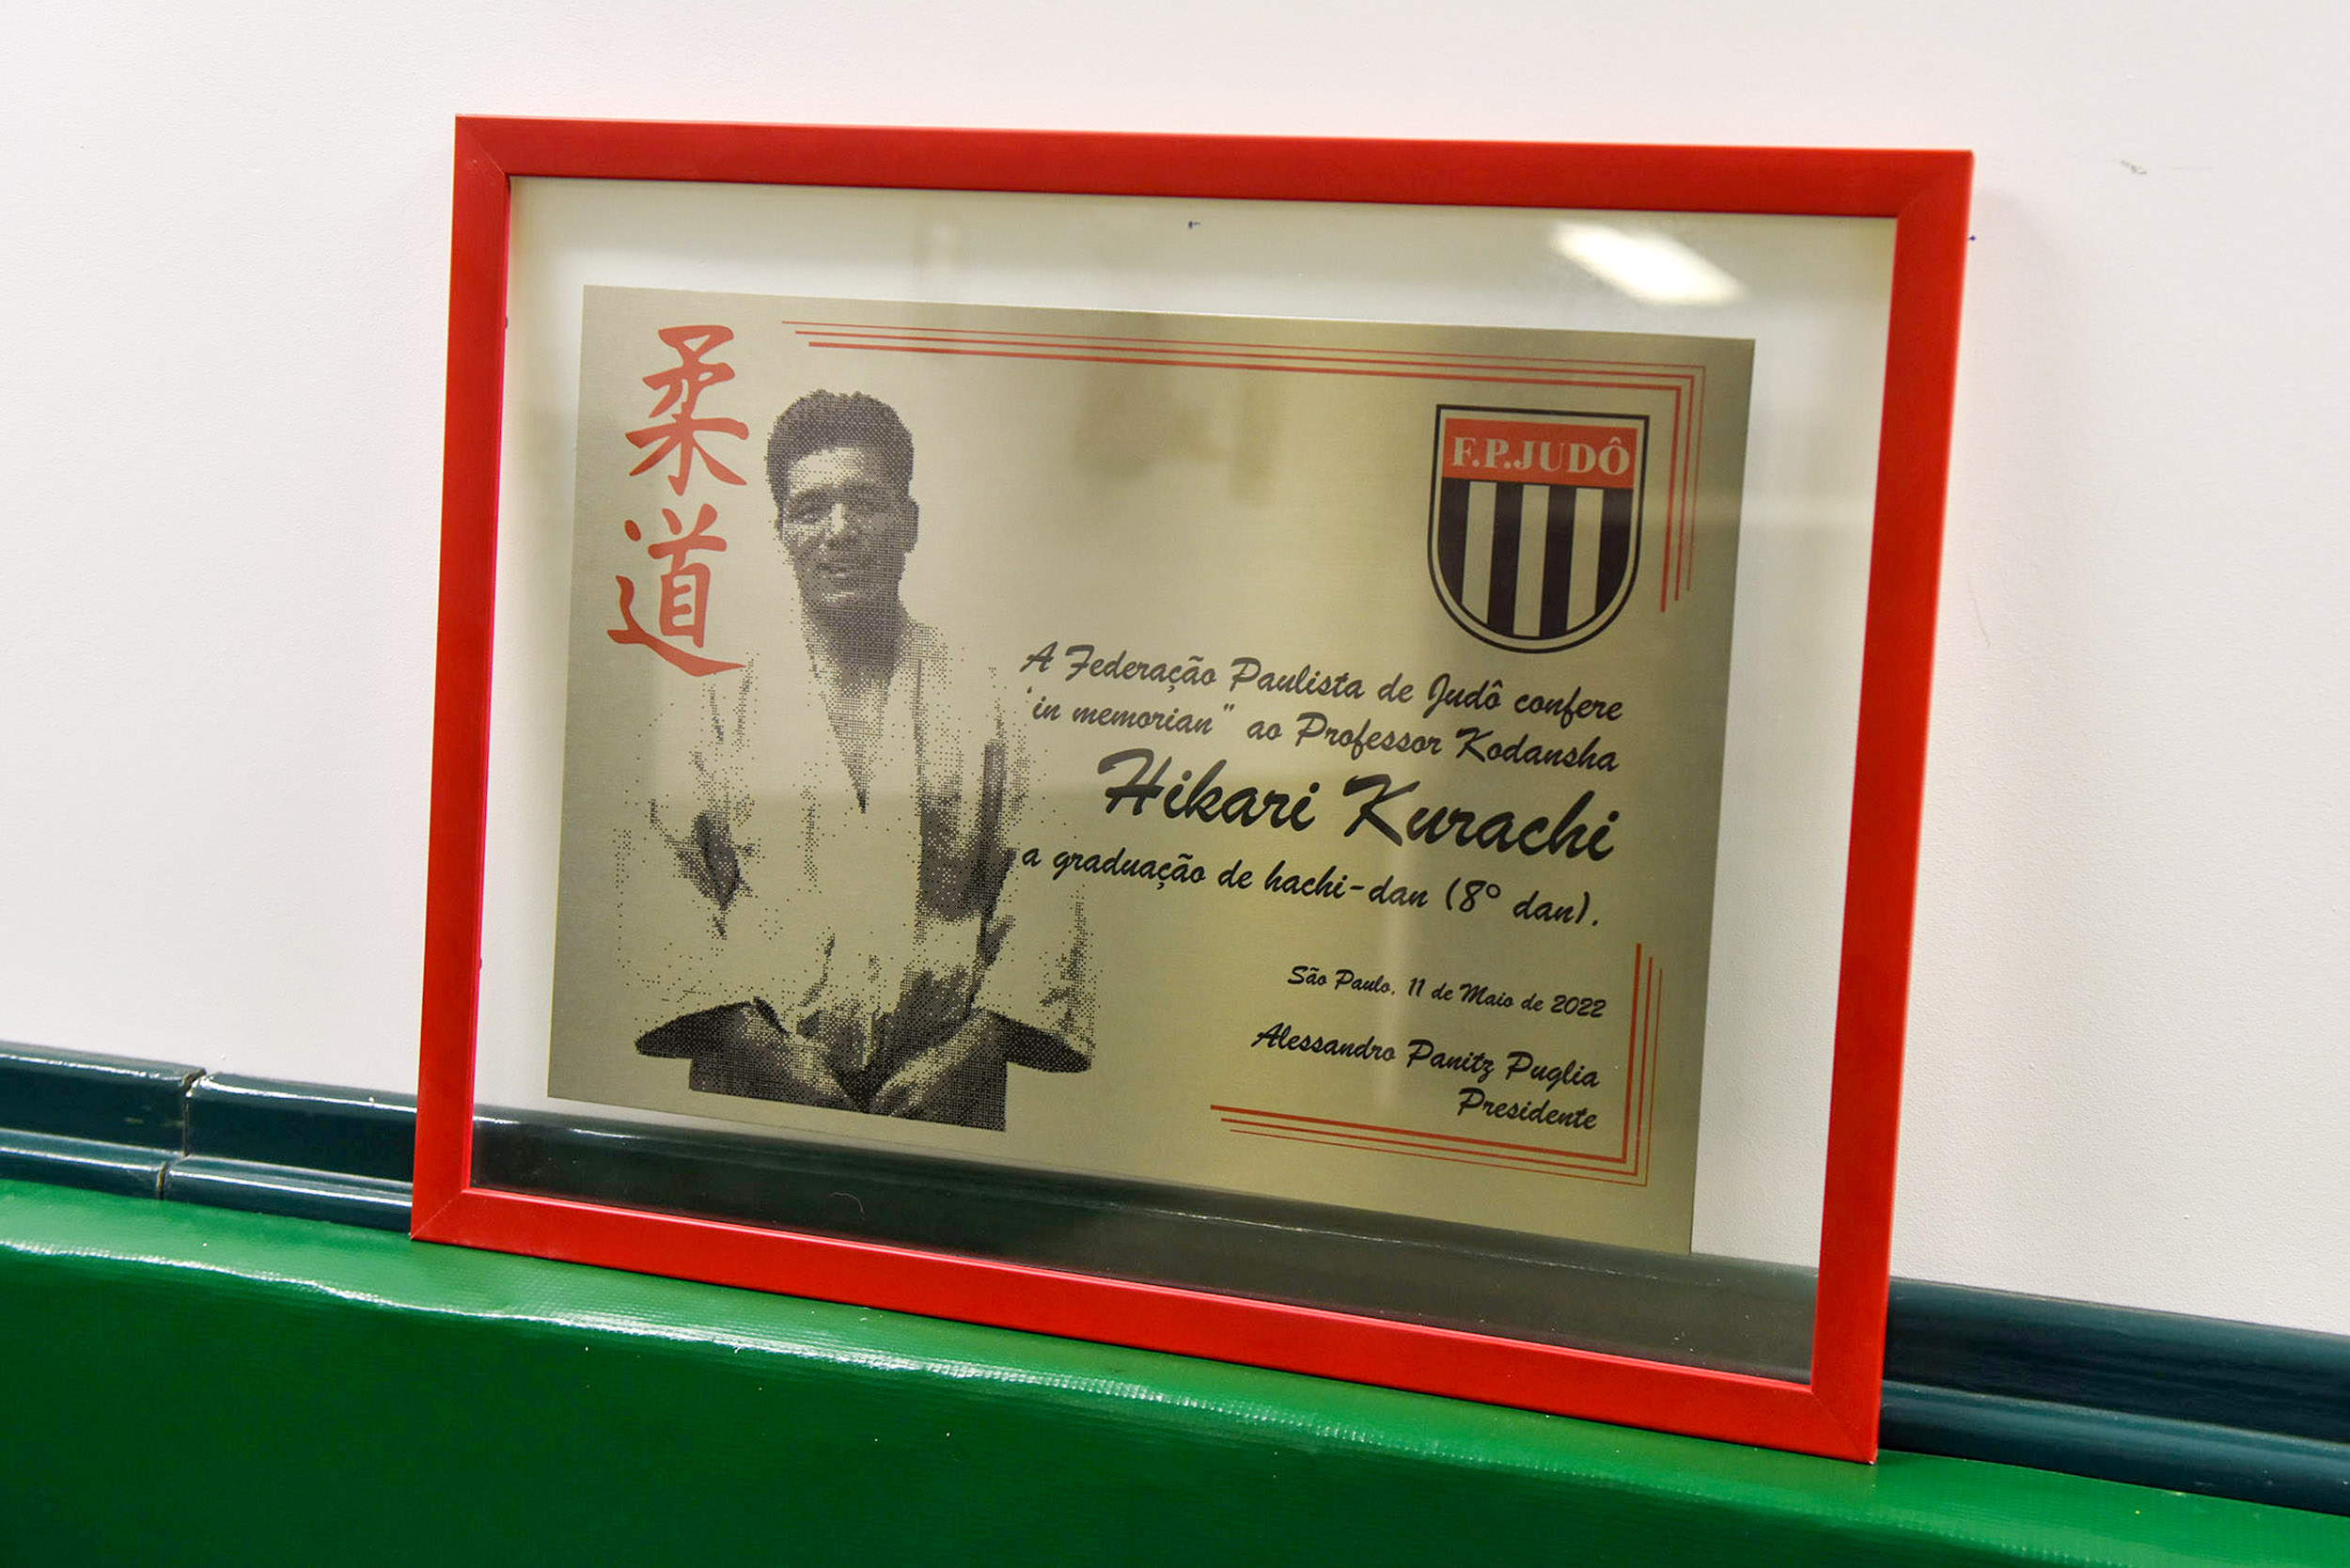 柔道
F.P.JUDÔ
A Federação Paulista de Judô confere
"in memorian" ao Professor Kodansha
Hikari Kurachi
a graduação de hachi-dan (8º dan).
São Paulo, 11 de Maio de 2022
Alessandro Panitz Puglia
Presidente